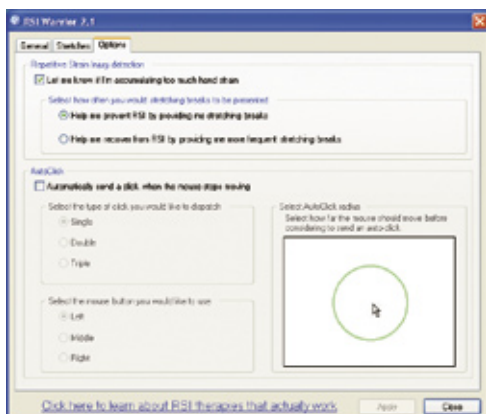 RSI Warrior 2.1
General Stretches Options
Repetitive Strain Injury detection
Let me know if I'm accumulating too much hand strain
Select how often you would stretching breaks to be presented
Help me prevent RSI by providing me stretching breaks
Help me recover from RSI by providing me more frequent stretching breaks
AutoClick
Automatically send a click when the mouse stops moving
Select the type of click you would like to dispatch
Single
Double
Triple
Select the mouse button you would like to use
Left
Middle
Right
Select AutoClick radius
Select how far the mouse should move before
considering to send an auto-click.
Click here to learn about RSI therapies that actually work
Apply
Close